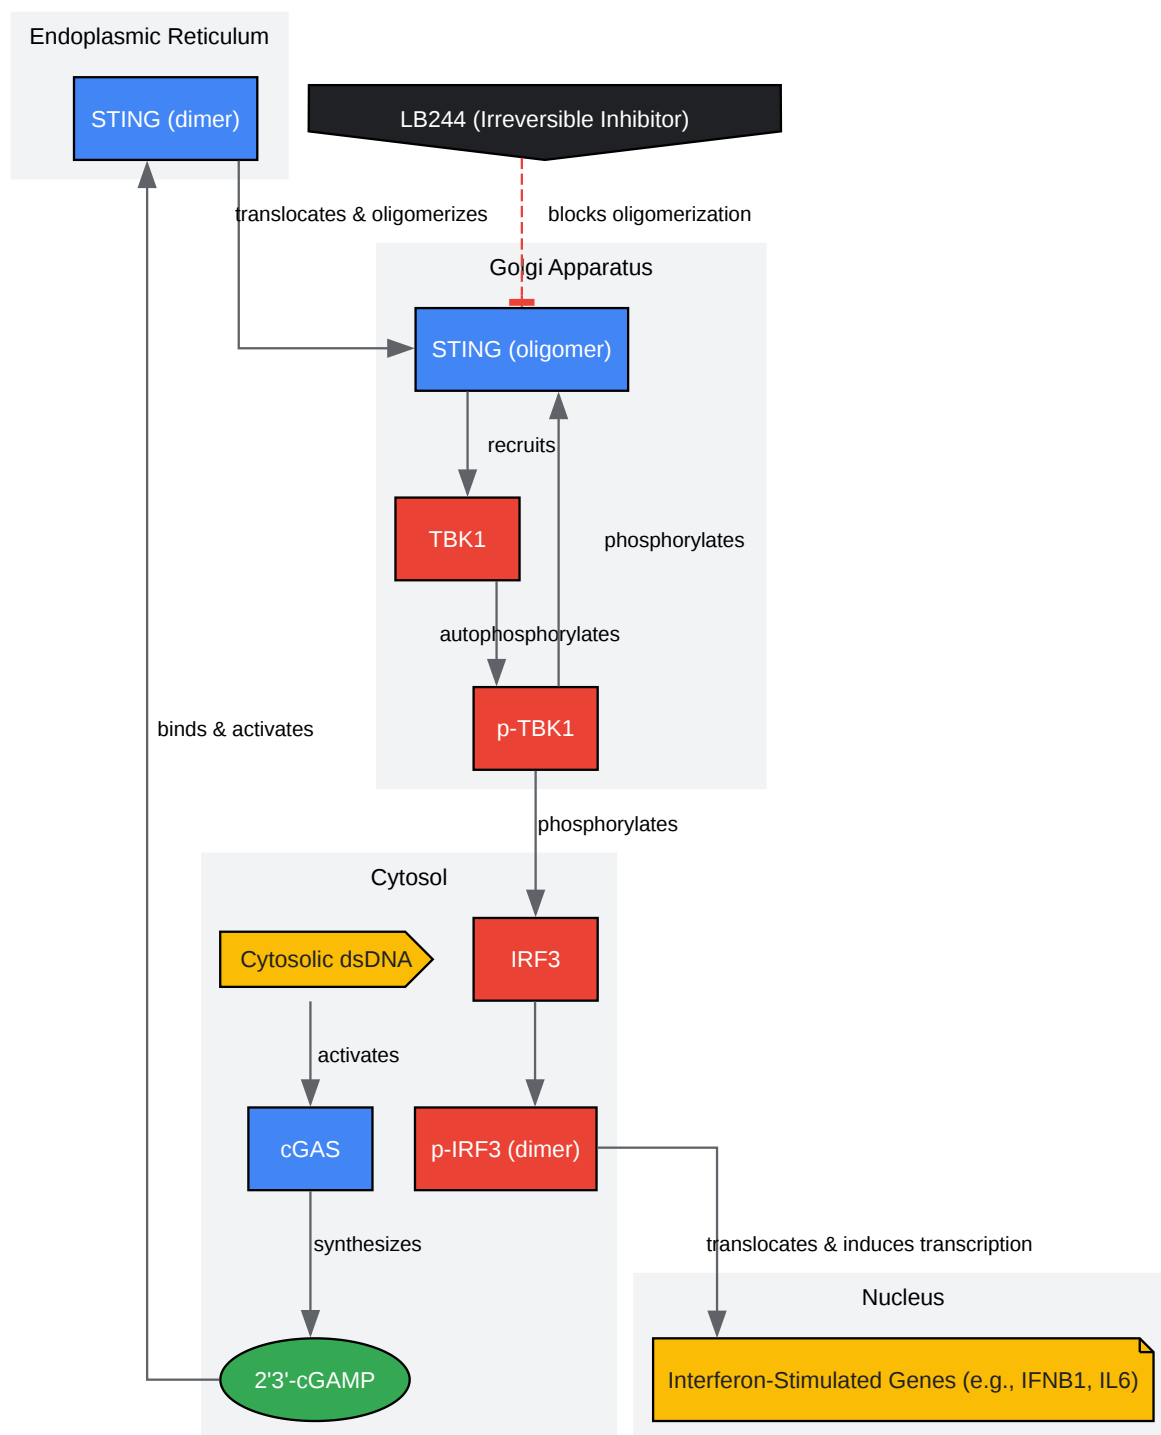 Endoplasmic Reticulum
STING (dimer)
LB244 (Irreversible Inhibitor)
translocates & oligomerizes
blocks oligomerization
Golgi Apparatus
STING (oligomer)
recruits
TBK1
phosphorylates
autophosphorylates
p-TBK1
binds & activates
phosphorylates
Cytosol
Cytosolic dsDNA
IRF3
activates
cGAS
p-IRF3 (dimer)
synthesizes
translocates & induces transcription
Nucleus
2'3'-cGAMP
Interferon-Stimulated Genes (e.g., IFNB1, IL6)